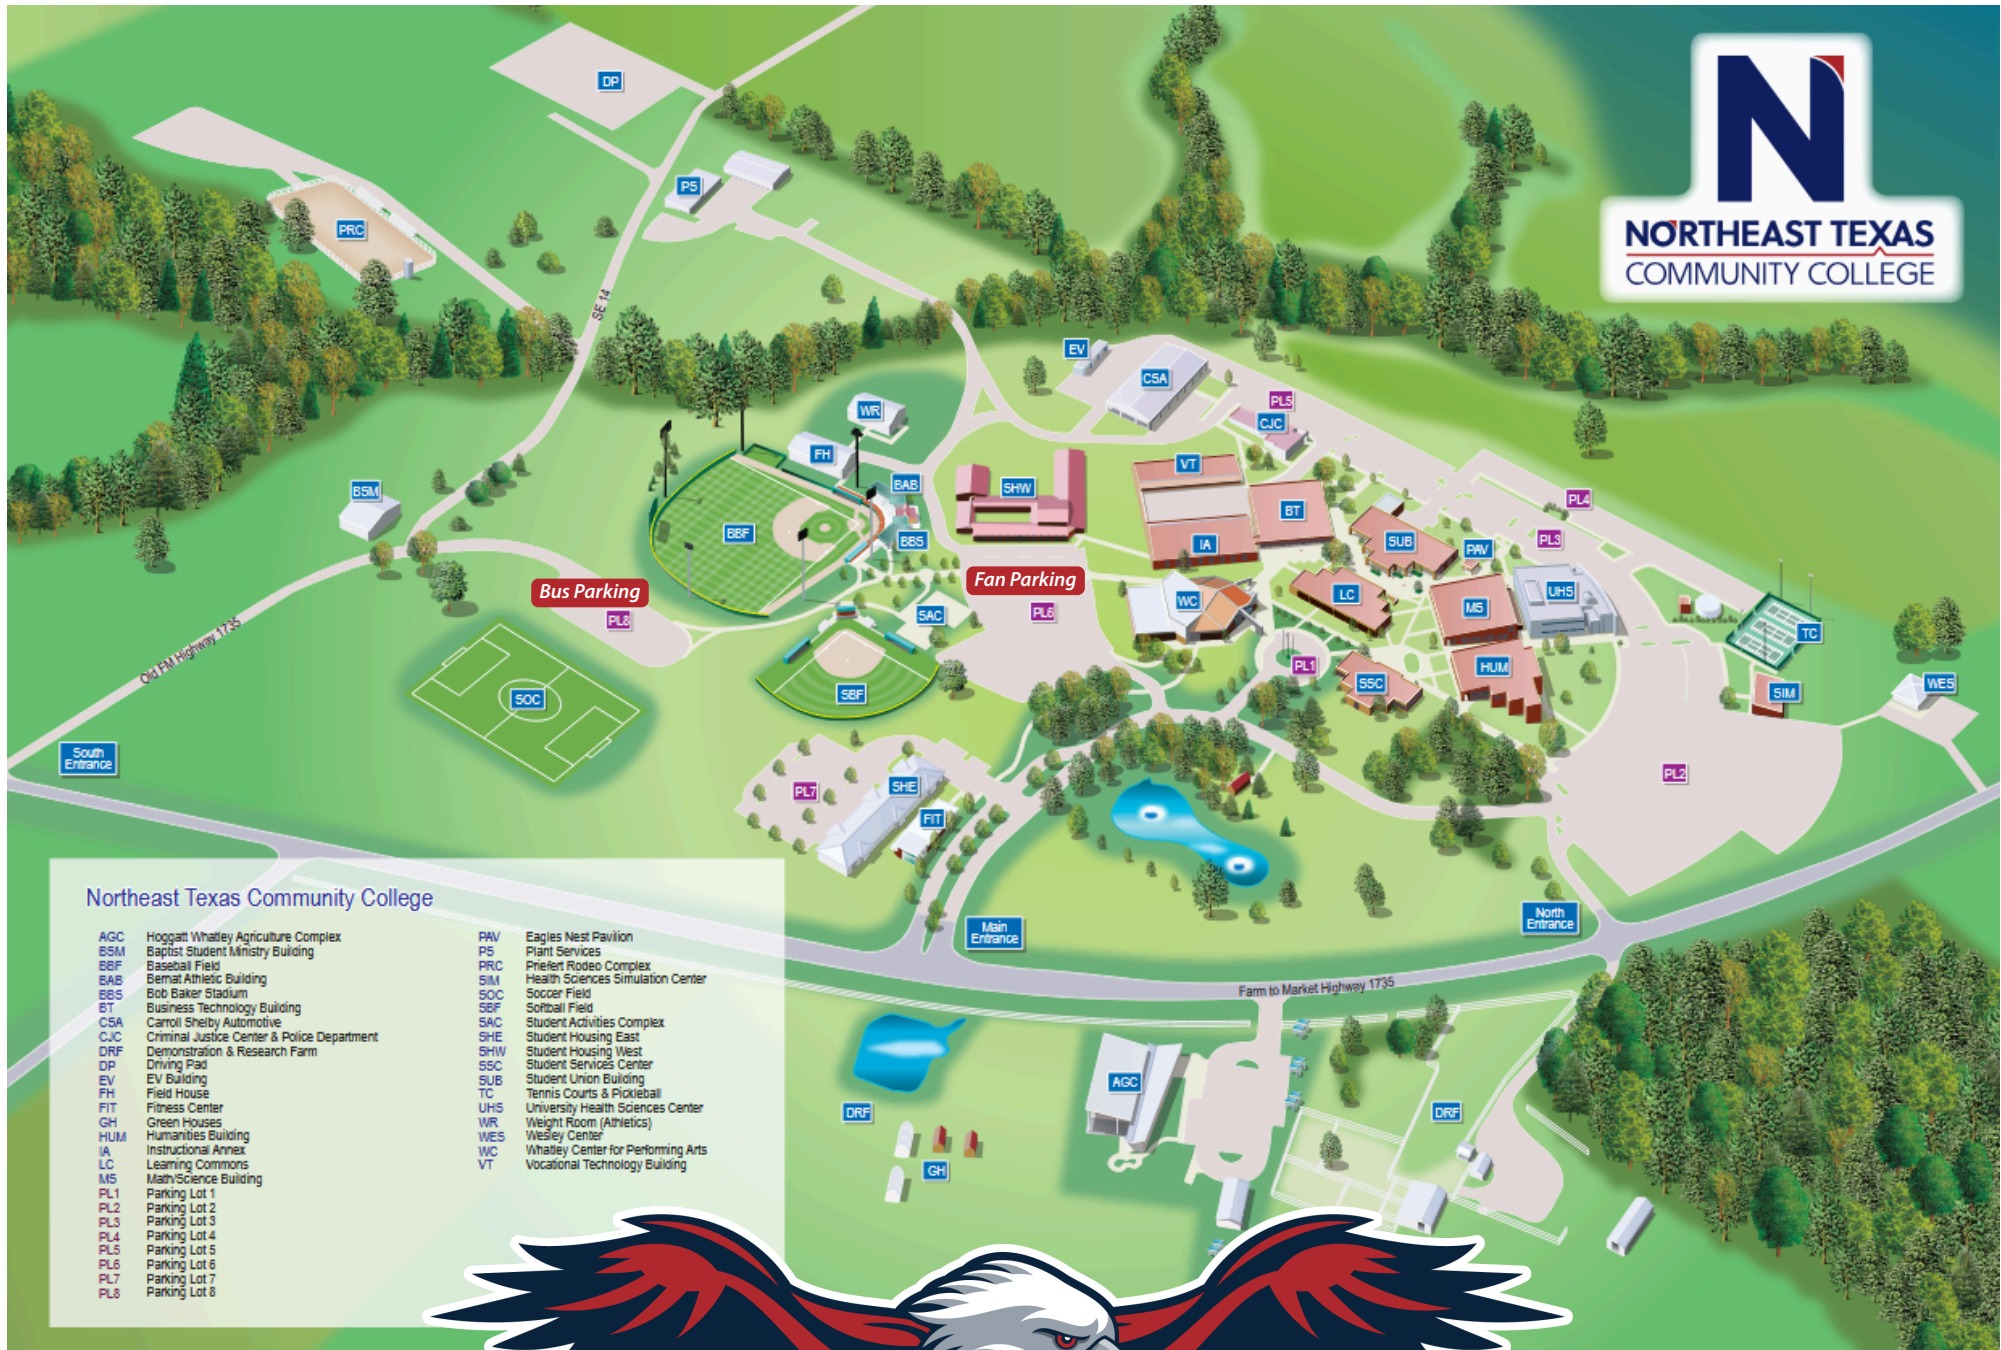 N
NORTHEAST TEXAS
COMMUNITY COLLEGE
DP
PS
PRC
SE 14
EV
CSA
PL5
CJC
WR
FH
VT
BSM
BAB
SHW
PL4
BT
BBF
BBS
IA
SUB
PAV
PL3
Bus Parking
Fan Parking
PL8
SAC
PL6
WC
LC
MS
UHS
TC
Old FM Highway 1735
SOC
SBF
PL1
SSC
HUM
SIM
WES
South
Entrance
PL7
SHE
FIT
PL2
Main
Entrance
North
Entrance
Farm to Market Highway 1735
AGC
DRF
DRF
GH
Northeast Texas Community College
AGC Hoggatt Whatley Agriculture Complex
BSM Baptist Student Ministry Building
BBF Baseball Field
BAB Bernat Athletic Building
BBS Bob Baker Stadium
BT Business Technology Building
CSA Carroll Shelby Automotive
CJC Criminal Justice Center & Police Department
DRF Demonstration & Research Farm
DP Driving Pad
EV EV Building
FH Field House
FIT Fitness Center
GH Green Houses
HUM Humanities Building
IA Instructional Annex
LC Learning Commons
MS Math/Science Building
PL1 Parking Lot 1
PL2 Parking Lot 2
PL3 Parking Lot 3
PL4 Parking Lot 4
PL5 Parking Lot 5
PL6 Parking Lot 6
PL7 Parking Lot 7
PL8 Parking Lot 8
PAV Eagles Nest Pavilion
PS Plant Services
PRC Priefert Rodeo Complex
SIM Health Sciences Simulation Center
SOC Soccer Field
SBF Softball Field
SAC Student Activities Complex
SHE Student Housing East
SHW Student Housing West
SSC Student Services Center
SUB Student Union Building
TC Tennis Courts & Pickleball
UHS University Health Sciences Center
WR Weight Room (Athletics)
WES Wesley Center
WC Whatley Center for Performing Arts
VT Vocational Technology Building